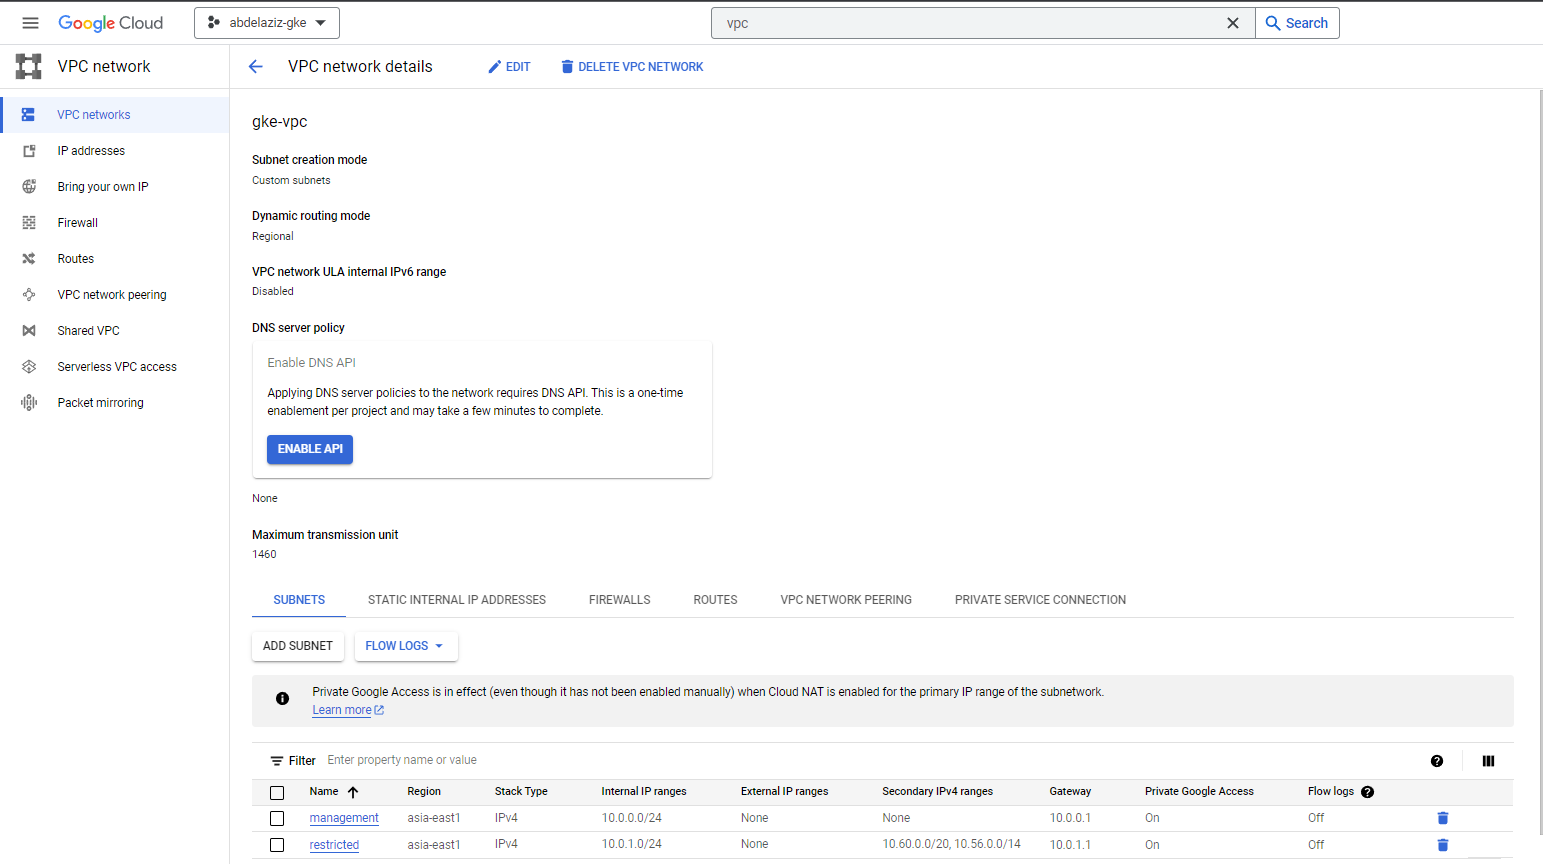 Google Cloud
abdelaziz-gke
vpc
Search
VPC network
VPC network details
EDIT
DELETE VPC NETWORK
VPC networks
IP addresses
Bring your own IP
Firewall
Routes
VPC network peering
Shared VPC
Serverless VPC access
Packet mirroring
gke-vpc
Subnet creation mode
Custom subnets
Dynamic routing mode
Regional
VPC network ULA internal IPv6 range
Disabled
DNS server policy
Enable DNS API
Applying DNS server policies to the network requires DNS API. This is a one-time
enablement per project and may take a few minutes to complete.
ENABLE API
None
Maximum transmission unit
1460
SUBNETS STATIC INTERNAL IP ADDRESSES FIREWALLS ROUTES VPC NETWORK PEERING PRIVATE SERVICE CONNECTION
ADD SUBNET FLOW LOGS
Private Google Access is in effect (even though it has not been enabled manually) when Cloud NAT is enabled for the primary IP range of the subnetwork.
Learn more
Filter Enter property name or value
Name Region Stack Type Internal IP ranges External IP ranges Secondary IPv4 ranges Gateway Private Google Access Flow logs
management asia-east1 IPv4 10.0.0.0/24 None None 10.0.0.1 On Off
restricted asia-east1 IPv4 10.0.1.0/24 None 10.60.0.0/20, 10.56.0.0/14 10.0.1.1 On Off